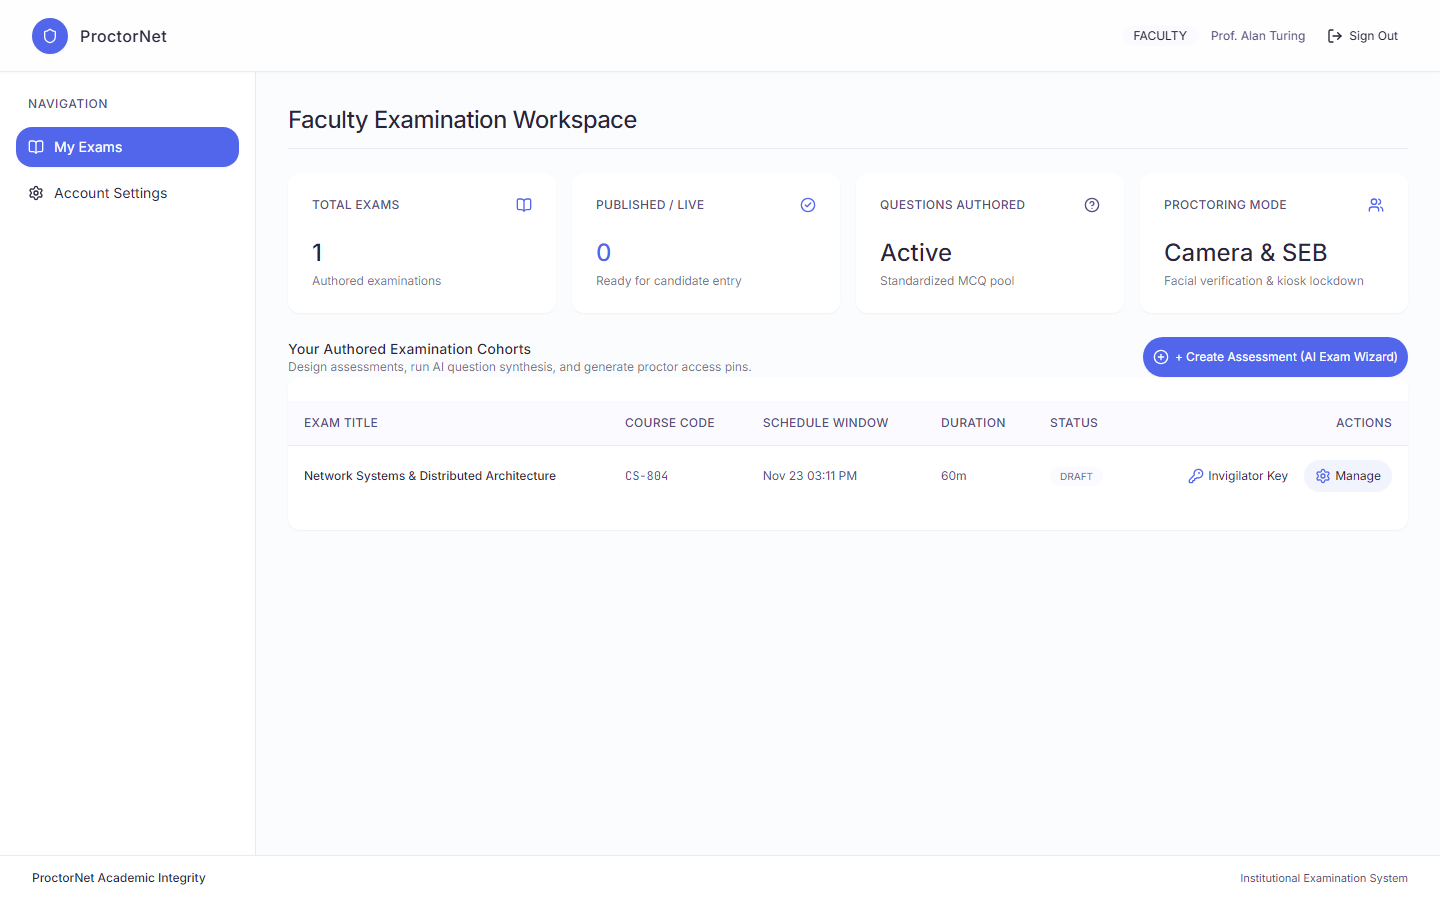 ProctorNet
FACULTY
Prof. Alan Turing
Sign Out
NAVIGATION
My Exams
Account Settings
Faculty Examination Workspace
TOTAL EXAMS
1
Authored examinations
PUBLISHED / LIVE
0
Ready for candidate entry
QUESTIONS AUTHORED
Active
Standardized MCQ pool
PROCTORING MODE
Camera & SEB
Facial verification & kiosk lockdown
Your Authored Examination Cohorts
Design assessments, run AI question synthesis, and generate proctor access pins.
+ Create Assessment (AI Exam Wizard)
EXAM TITLE COURSE CODE SCHEDULE WINDOW DURATION STATUS ACTIONS
Network Systems & Distributed Architecture CS-804 Nov 23 03:11 PM 60m DRAFT Invigilator Key Manage
ProctorNet Academic Integrity
Institutional Examination System